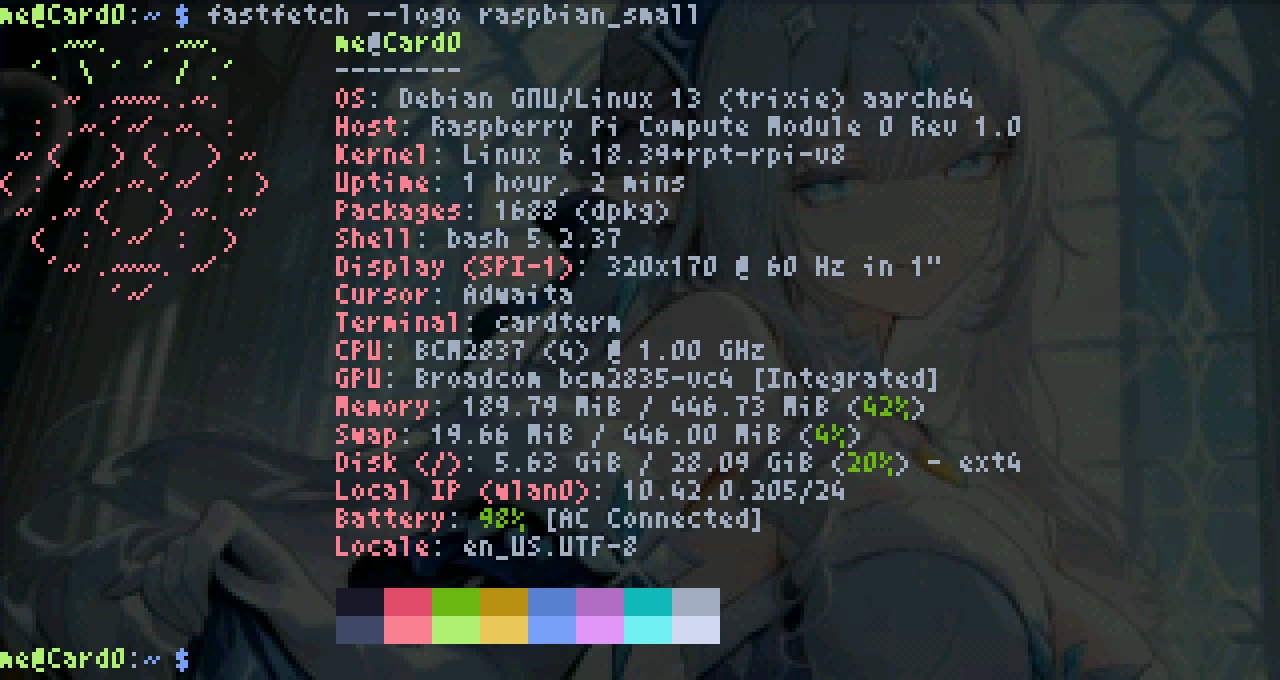 me@Card0:~ $ fastfetch --logo raspbian_small
me@Card0
--------
OS: Debian GNU/Linux 13 (trixie) aarch64
Host: Raspberry Pi Compute Module 0 Rev 1.0
Kernel: Linux 6.18.39+rpt-rpi-v8
Uptime: 1 hour, 2 mins
Packages: 1688 (dpkg)
Shell: bash 5.2.37
Display (SPI-1): 320x170 @ 60 Hz in 1"
Cursor: Adwaita
Terminal: cardterm
CPU: BCM2837 (4) @ 1.00 GHz
GPU: Broadcom bcm2835-vc4 [Integrated]
Memory: 189.79 MiB / 446.73 MiB (42%)
Swap: 19.66 MiB / 446.00 MiB (4%)
Disk (/): 5.63 GiB / 28.09 GiB (20%) - ext4
Local IP (wlan0): 10.42.0.205/24
Battery: 98% [AC Connected]
Locale: en_US.UTF-8
me@Card0:~ $